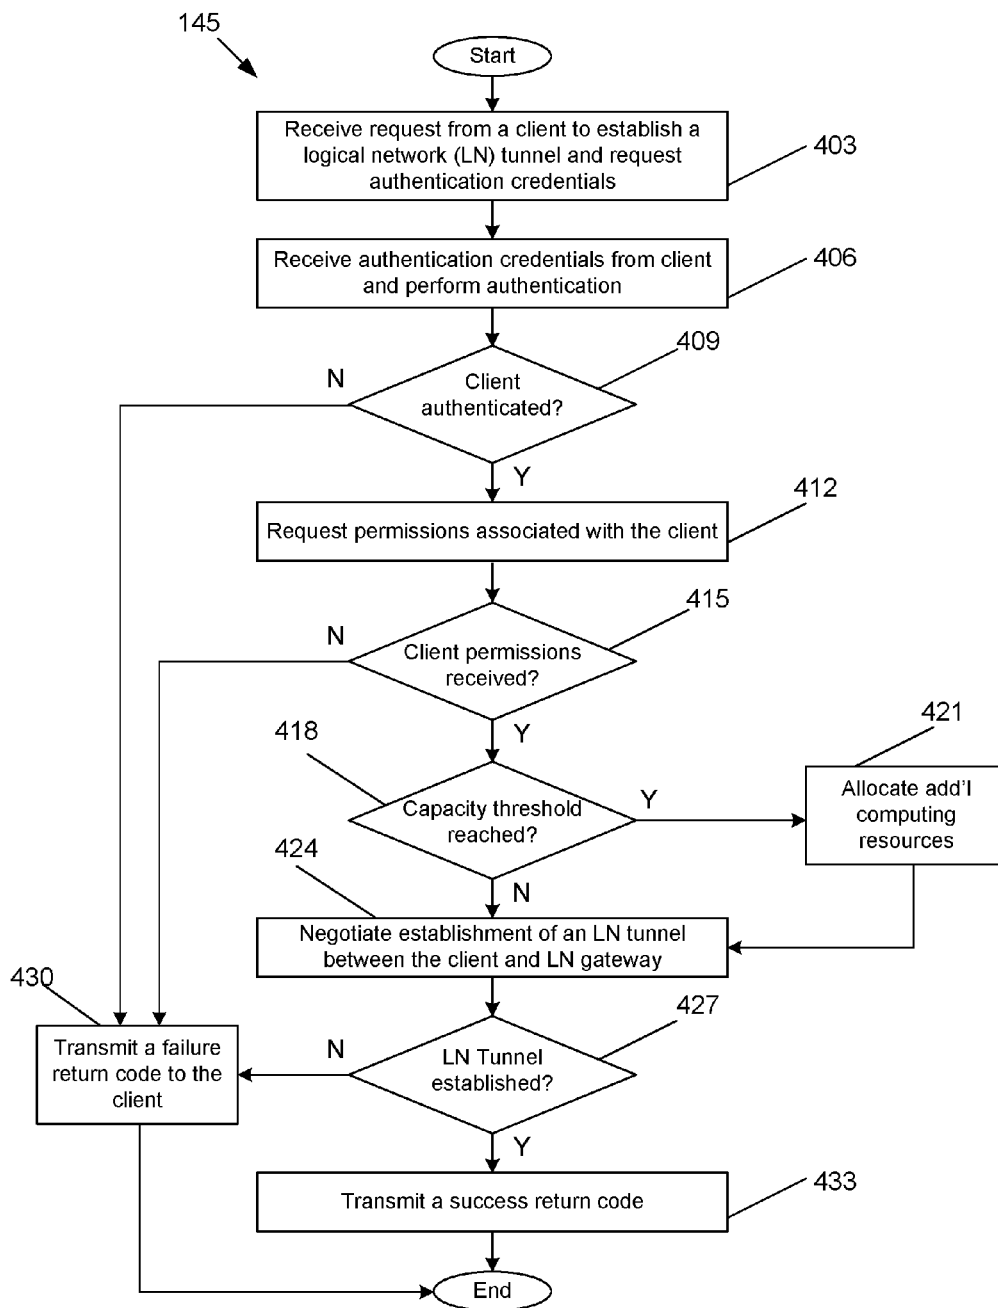 145
Start
Receive request from a client to establish a
logical network (LN) tunnel and request
authentication credentials
403
Receive authentication credentials from client
and perform authentication
406
409
N
Client
authenticated?
Y
412
Request permissions associated with the client
415
N
Client permissions
received?
Y
418
421
Capacity threshold
reached?
Y
Allocate add'l
computing
resources
424
N
Negotiate establishment of an LN tunnel
between the client and LN gateway
430
427
Transmit a failure
return code to the
client
N
LN Tunnel
established?
Y
Transmit a success return code
433
End